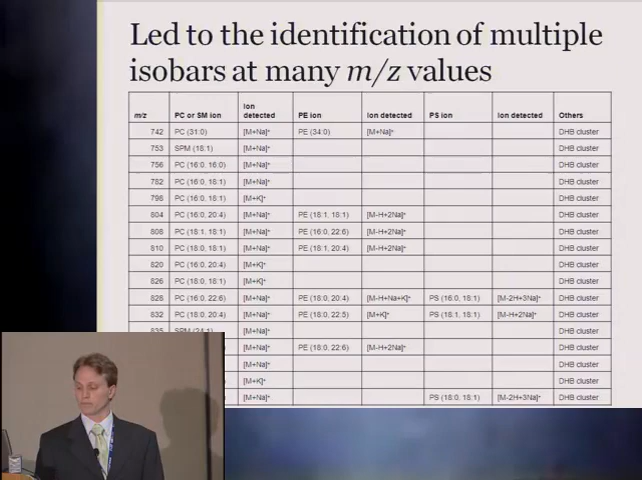 Led to the identification of multiple
isobars at many m/z values
m/z PC or SM ion Ion detected PE ion Ion detected PS ion Ion detected Others
742 PC (31:0) [M+Na]⁺ PE (34:0) [M+Na]⁺ DHB cluster
753 SPM (18:1) [M+Na]⁺ DHB cluster
756 PC (16:0, 16:0) [M+Na]⁺ DHB cluster
782 PC (16:0, 18:1) [M+Na]⁺ DHB cluster
798 PC (16:0, 18:1) [M+K]⁺ DHB cluster
804 PC (16:0, 20:4) [M+Na]⁺ PE (18:1, 18:1) [M-H+2Na]⁺ DHB cluster
808 PC (18:1, 18:1) [M+Na]⁺ PE (16:0, 22:6) [M-H+2Na]⁺ DHB cluster
810 PC (18:0, 18:1) [M+Na]⁺ PE (18:1, 20:4) [M-H+2Na]⁺ DHB cluster
820 PC (16:0, 20:4) [M+K]⁺ DHB cluster
826 PC (18:0, 18:1) [M+K]⁺ DHB cluster
828 PC (16:0, 22:6) [M+Na]⁺ PE (18:0, 20:4) [M-H+Na+K]⁺ PS (16:0, 18:1) [M-2H+3Na]⁺ DHB cluster
832 PC (18:0, 20:4) [M+Na]⁺ PE (18:0, 22:5) [M+K]⁺ PS (18:1, 18:1) [M-H+2Na]⁺ DHB cluster
835 SPM (24:1) [M+Na]⁺ DHB cluster
[M+Na]⁺ PE (18:0, 22:6) [M-H+2Na]⁺ DHB cluster
[M+Na]⁺ DHB cluster
[M+K]⁺ DHB cluster
[M+Na]⁺ PS (18:0, 18:1) [M-2H+3Na]⁺ DHB cluster